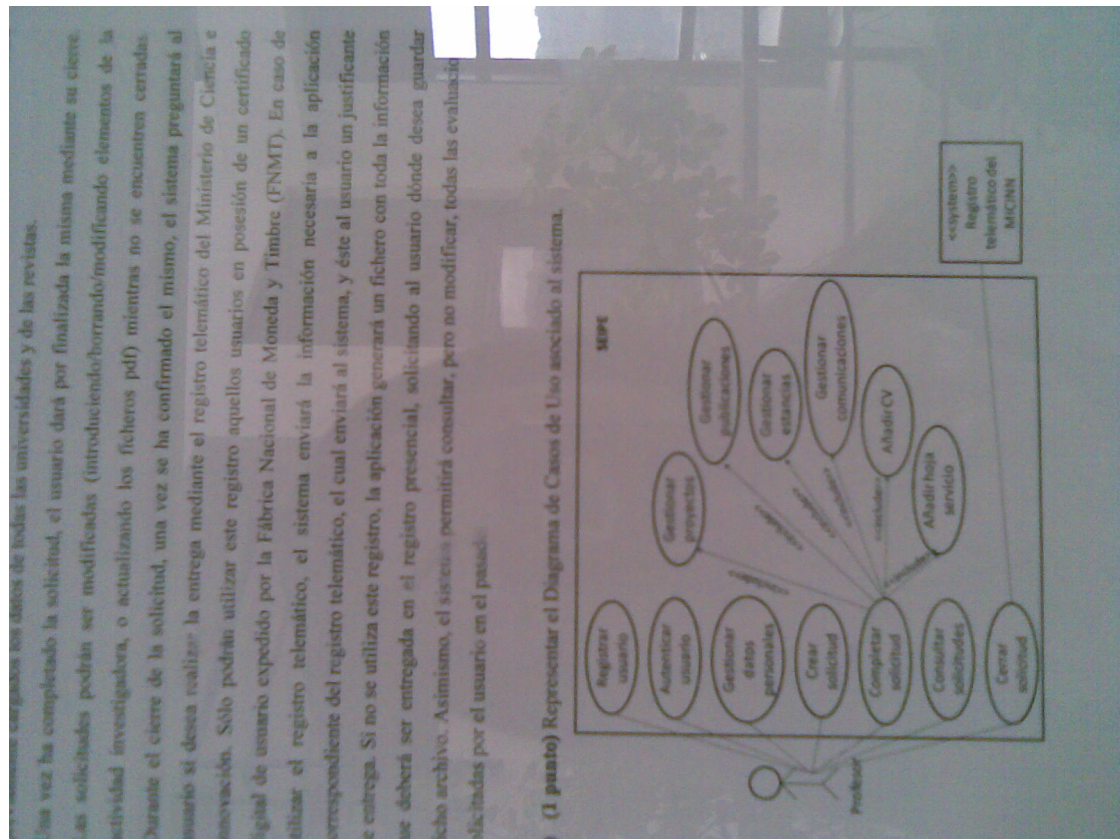 cargados los datos de todas las universidades y de las revistas.
una vez ha completado la solicitud, el usuario dará por finalizada la misma mediante su cierre.
Las solicitudes podrán ser modificadas (introduciendo/borrando/modificando elementos de la
actividad investigadora, o actualizando los ficheros pdf) mientras no se encuentren cerradas.
Durante el cierre de la solicitud, una vez se ha confirmado el mismo, el sistema preguntará al
usuario si desea realizar la entrega mediante el registro telemático del Ministerio de Ciencia e
nnovación. Sólo podrán utilizar este registro aquellos usuarios en posesión de un certificado
digital de usuario expedido por la Fábrica Nacional de Moneda y Timbre (FNMT). En caso de
utilizar el registro telemático, el sistema enviará la información necesaria a la aplicación
correspondiente del registro telemático, el cual enviará al sistema, y éste al usuario un justificante
e entrega. Si no se utiliza este registro, la aplicación generará un fichero con toda la información
ue deberá ser entregada en el registro presencial, solicitando al usuario dónde desea guardar
icho archivo. Asimismo, el sistema permitirá consultar, pero no modificar, todas las evaluacio
olicitadas por el usuario en el pasado
) (1 punto) Representar el Diagrama de Casos de Uso asociado al sistema.
SEIPE
Registrar
usuario
Autenticar
usuario
Gestionar
datos
personales
Crear
solicitud
Completar
solicitud
Consultar
solicitudes
Cerrar
solicitud
Profesor
Gestionar
proyectos
Gestionar
publicaciones
Gestionar
estancias
Gestionar
comunicaciones
Añadir CV
Añadir hoja
servicio
<<include>>
<<system>>
Registro
telemático del
MICINN